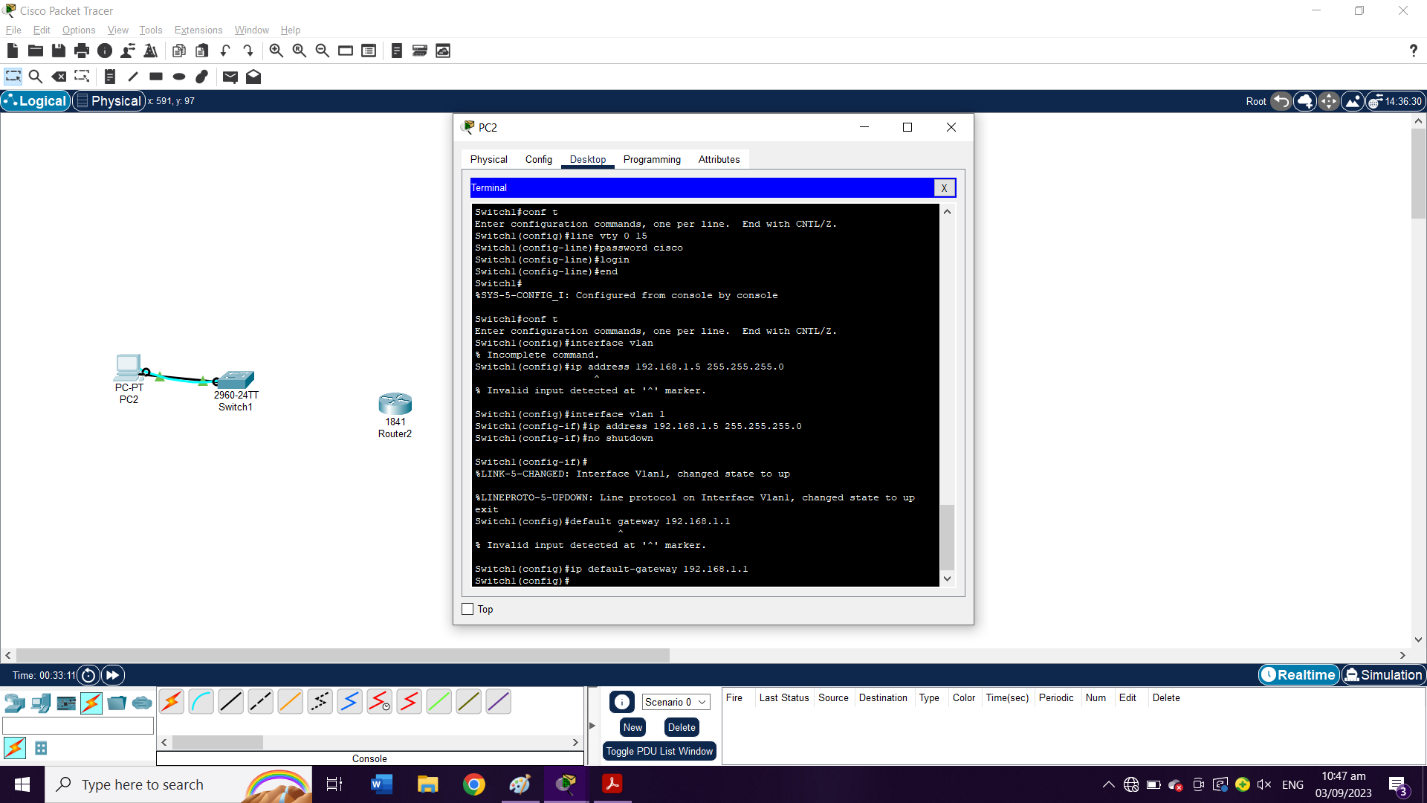 Cisco Packet Tracer
File Edit Options View Tools Extensions Window Help
Logical Physical x: 591, y: 97 Root 14:36:30
PC2
Physical Config Desktop Programming Attributes
Terminal X
Switch1#conf t
Enter configuration commands, one per line.  End with CNTL/Z.
Switch1(config)#line vty 0 15
Switch1(config-line)#password cisco
Switch1(config-line)#login
Switch1(config-line)#end
Switch1#
%SYS-5-CONFIG_I: Configured from console by console
Switch1#conf t
Enter configuration commands, one per line.  End with CNTL/Z.
Switch1(config)#interface vlan
% Incomplete command.
Switch1(config)#ip address 192.168.1.5 255.255.255.0
^
% Invalid input detected at '^' marker.
Switch1(config)#interface vlan 1
Switch1(config-if)#ip address 192.168.1.5 255.255.255.0
Switch1(config-if)#no shutdown
Switch1(config-if)#
%LINK-5-CHANGED: Interface Vlan1, changed state to up
%LINEPROTO-5-UPDOWN: Line protocol on Interface Vlan1, changed state to up
exit
Switch1(config)#default gateway 192.168.1.1
^
% Invalid input detected at '^' marker.
Switch1(config)#ip default-gateway 192.168.1.1
Switch1(config)#
Top
PC-PT
PC2
2960-24TT
Switch1
1841
Router2
Time: 00:33:11 Realtime Simulation
Scenario 0
New Delete
Toggle PDU List Window
Fire Last Status Source Destination Type Color Time(sec) Periodic Num Edit Delete
Console
Type here to search
ENG
10:47 am
03/09/2023
3